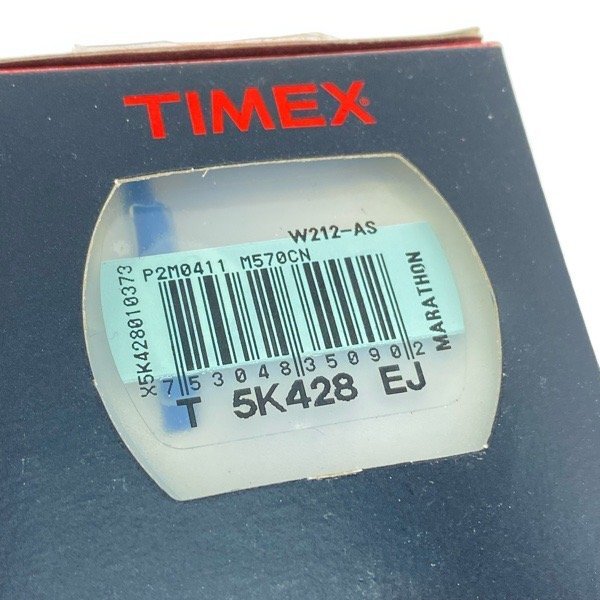 TIMEX®
W212-AS
P2M0411 M570CN
X5K428010373
MARATHON
7 53048 35090 2
T 5K428 EJ